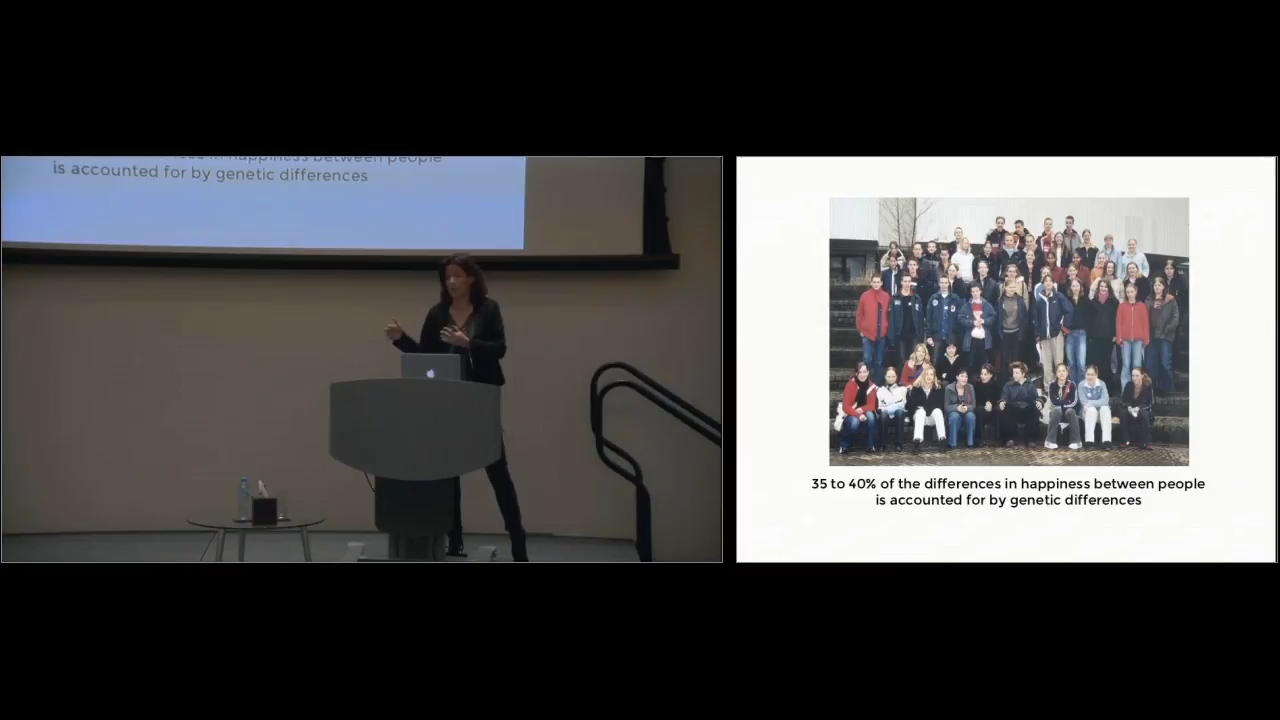 is accounted for by genetic differences
35 to 40% of the differences in happiness between people
is accounted for by genetic differences